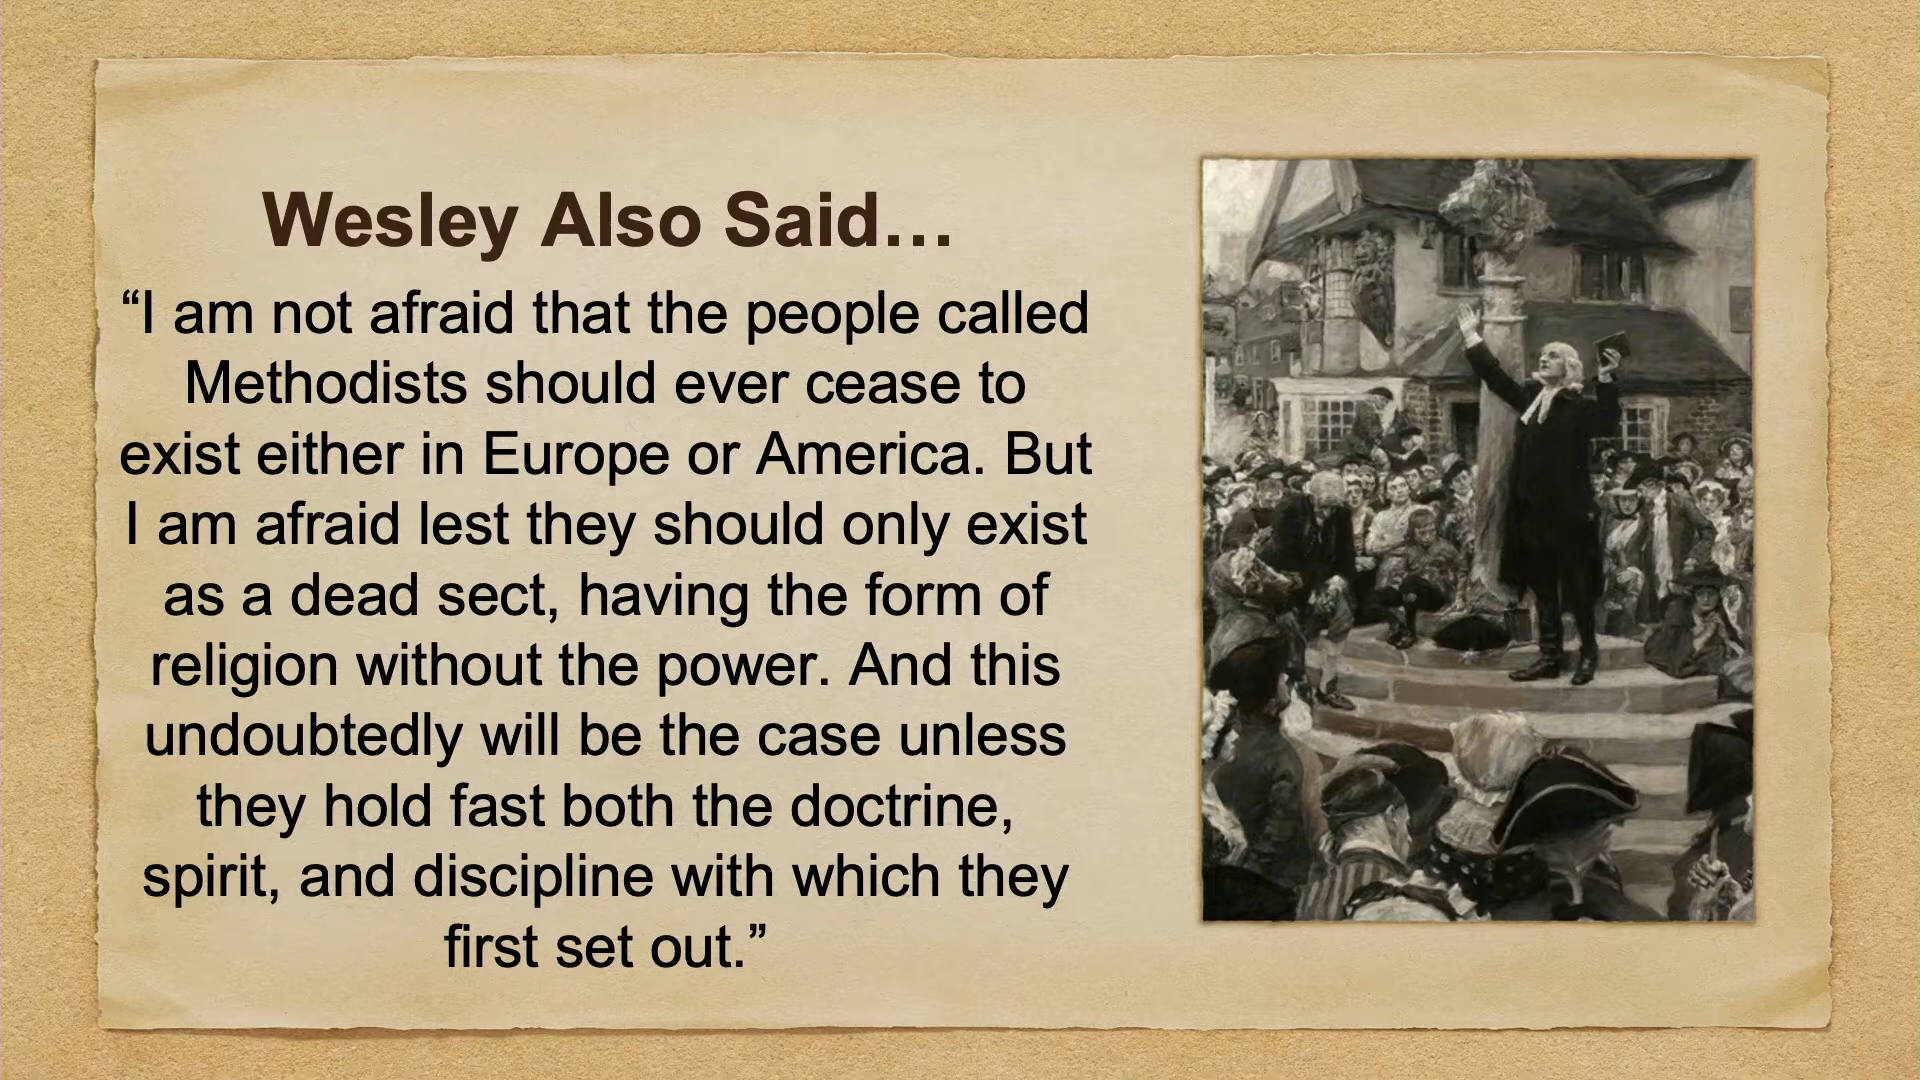 Wesley Also Said…
“I am not afraid that the people called
Methodists should ever cease to
exist either in Europe or America. But
I am afraid lest they should only exist
as a dead sect, having the form of
religion without the power. And this
undoubtedly will be the case unless
they hold fast both the doctrine,
spirit, and discipline with which they
first set out.”